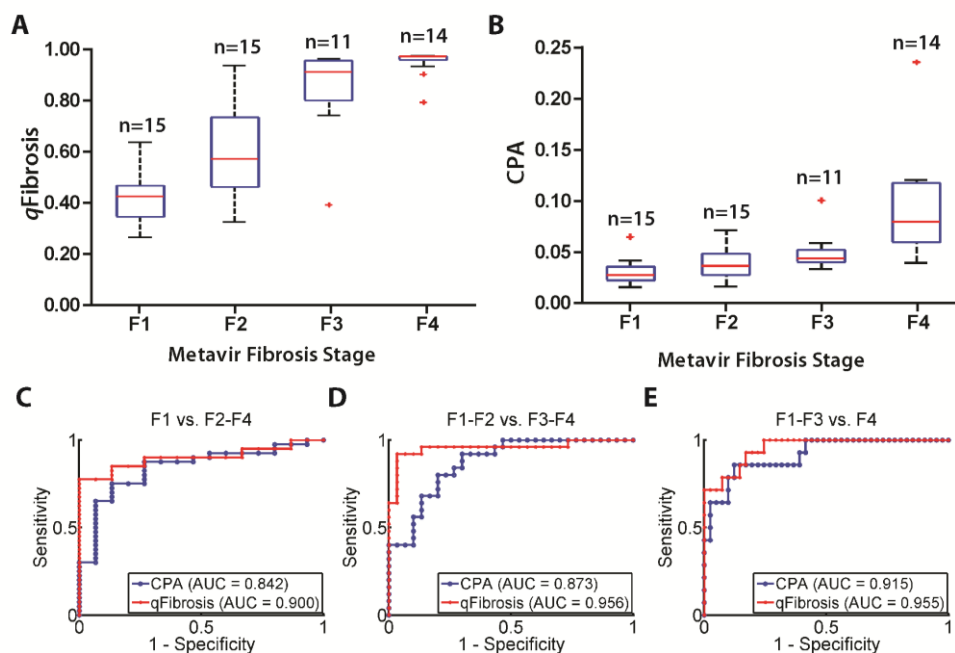 A
n=15
n=15
n=11
n=14
1.00
0.80
0.60
0.40
0.20
0.00
qFibrosis
F1
F2
F3
F4
Metavir Fibrosis Stage
B
n=15
n=15
n=11
n=14
0.25
0.20
0.15
0.10
0.05
0.00
CPA
F1
F2
F3
F4
Metavir Fibrosis Stage
C
F1 vs. F2-F4
1
0.5
0
Sensitivity
CPA (AUC = 0.842)
qFibrosis (AUC = 0.900)
0
0.5
1
1 - Specificity
D
F1-F2 vs. F3-F4
1
0.5
0
Sensitivity
CPA (AUC = 0.873)
qFibrosis (AUC = 0.956)
0
0.5
1
1 - Specificity
E
F1-F3 vs. F4
1
0.5
0
Sensitivity
CPA (AUC = 0.915)
qFibrosis (AUC = 0.955)
0
0.5
1
1 - Specificity